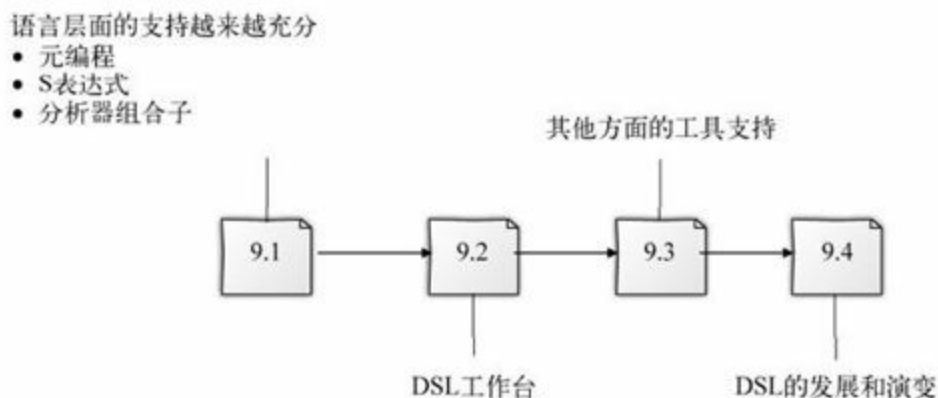 语言层面的支持越来越充分
• 元编程
• S表达式
• 分析器组合子
其他方面的工具支持
9.1
9.2
9.3
9.4
DSL工作台
DSL的发展和演变